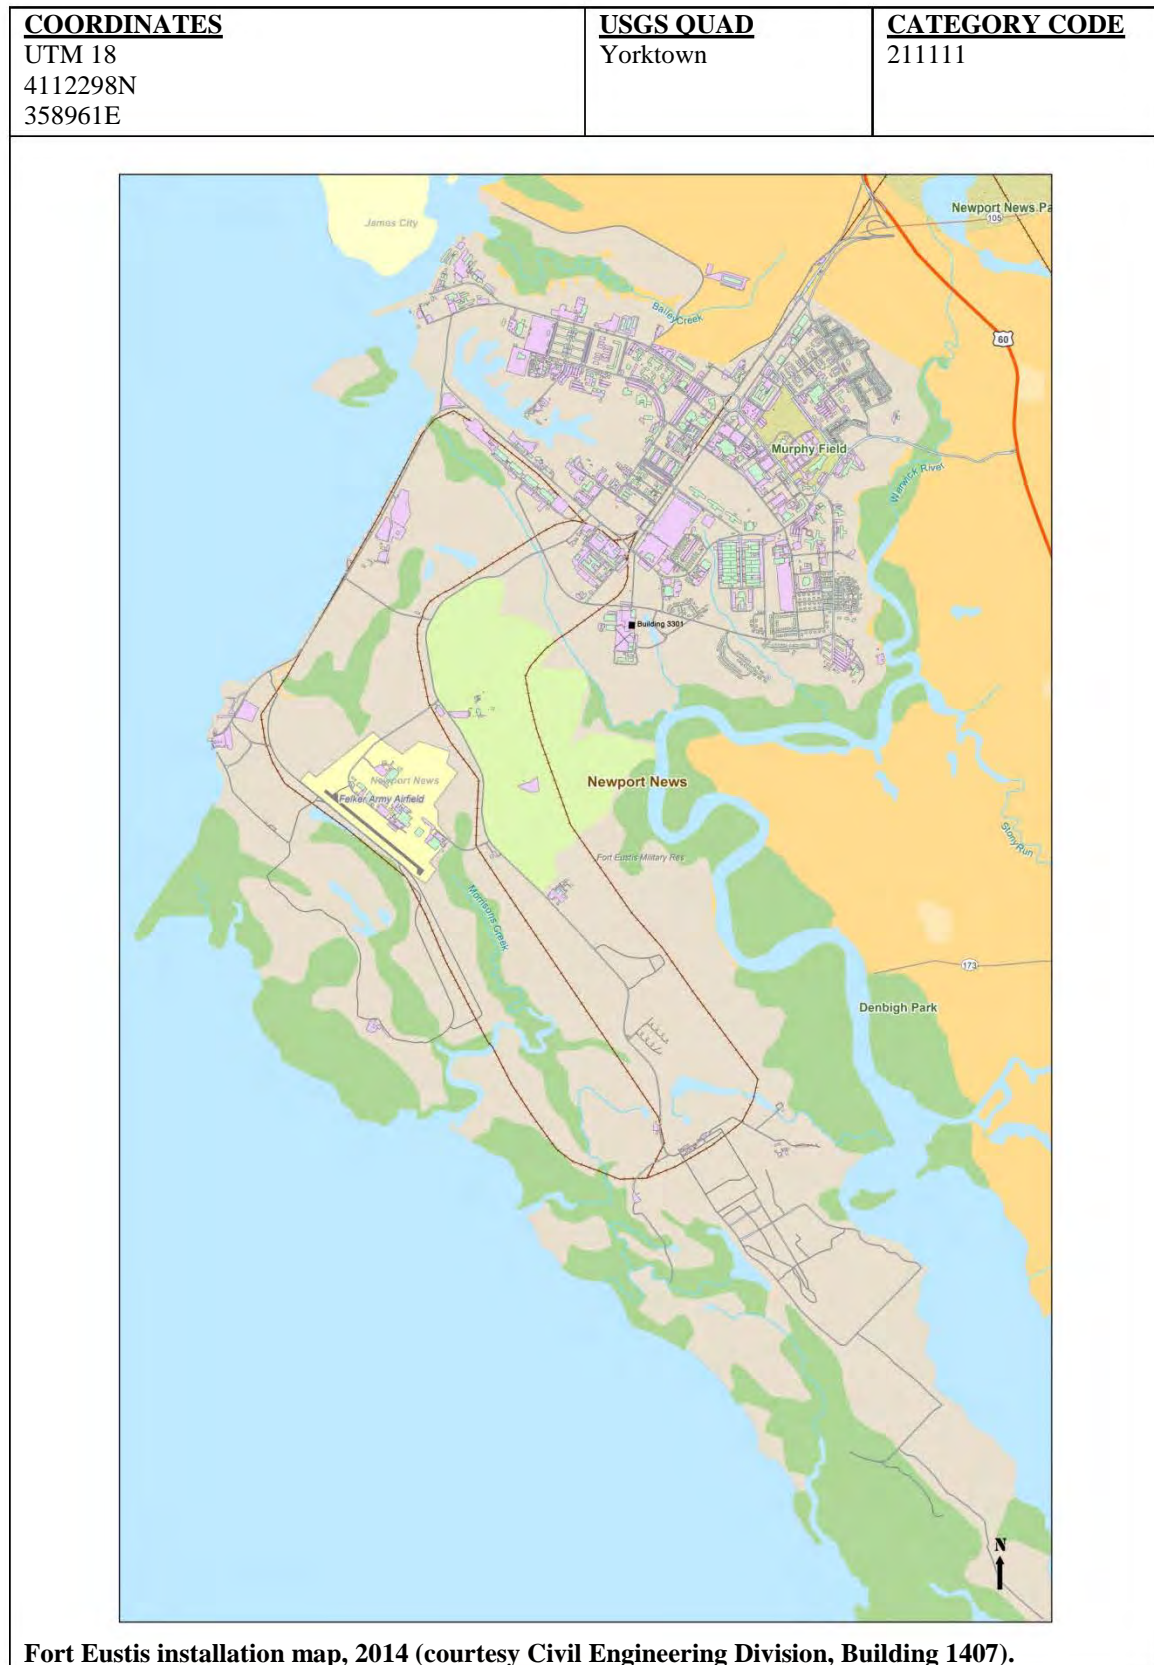 COORDINATES
UTM 18
4112298N
358961E
USGS QUAD
Yorktown
CATEGORY CODE
211111
James City
Newport News Pa
105
Bailey Creek
60
Murphy Field
Warwick River
Building 3301
Newport News
Newport News
Felker Army Airfield
Stony Run
Fort Eustis Military Res
Morrisons Creek
173
Denbigh Park
N
Fort Eustis installation map, 2014 (courtesy Civil Engineering Division, Building 1407).